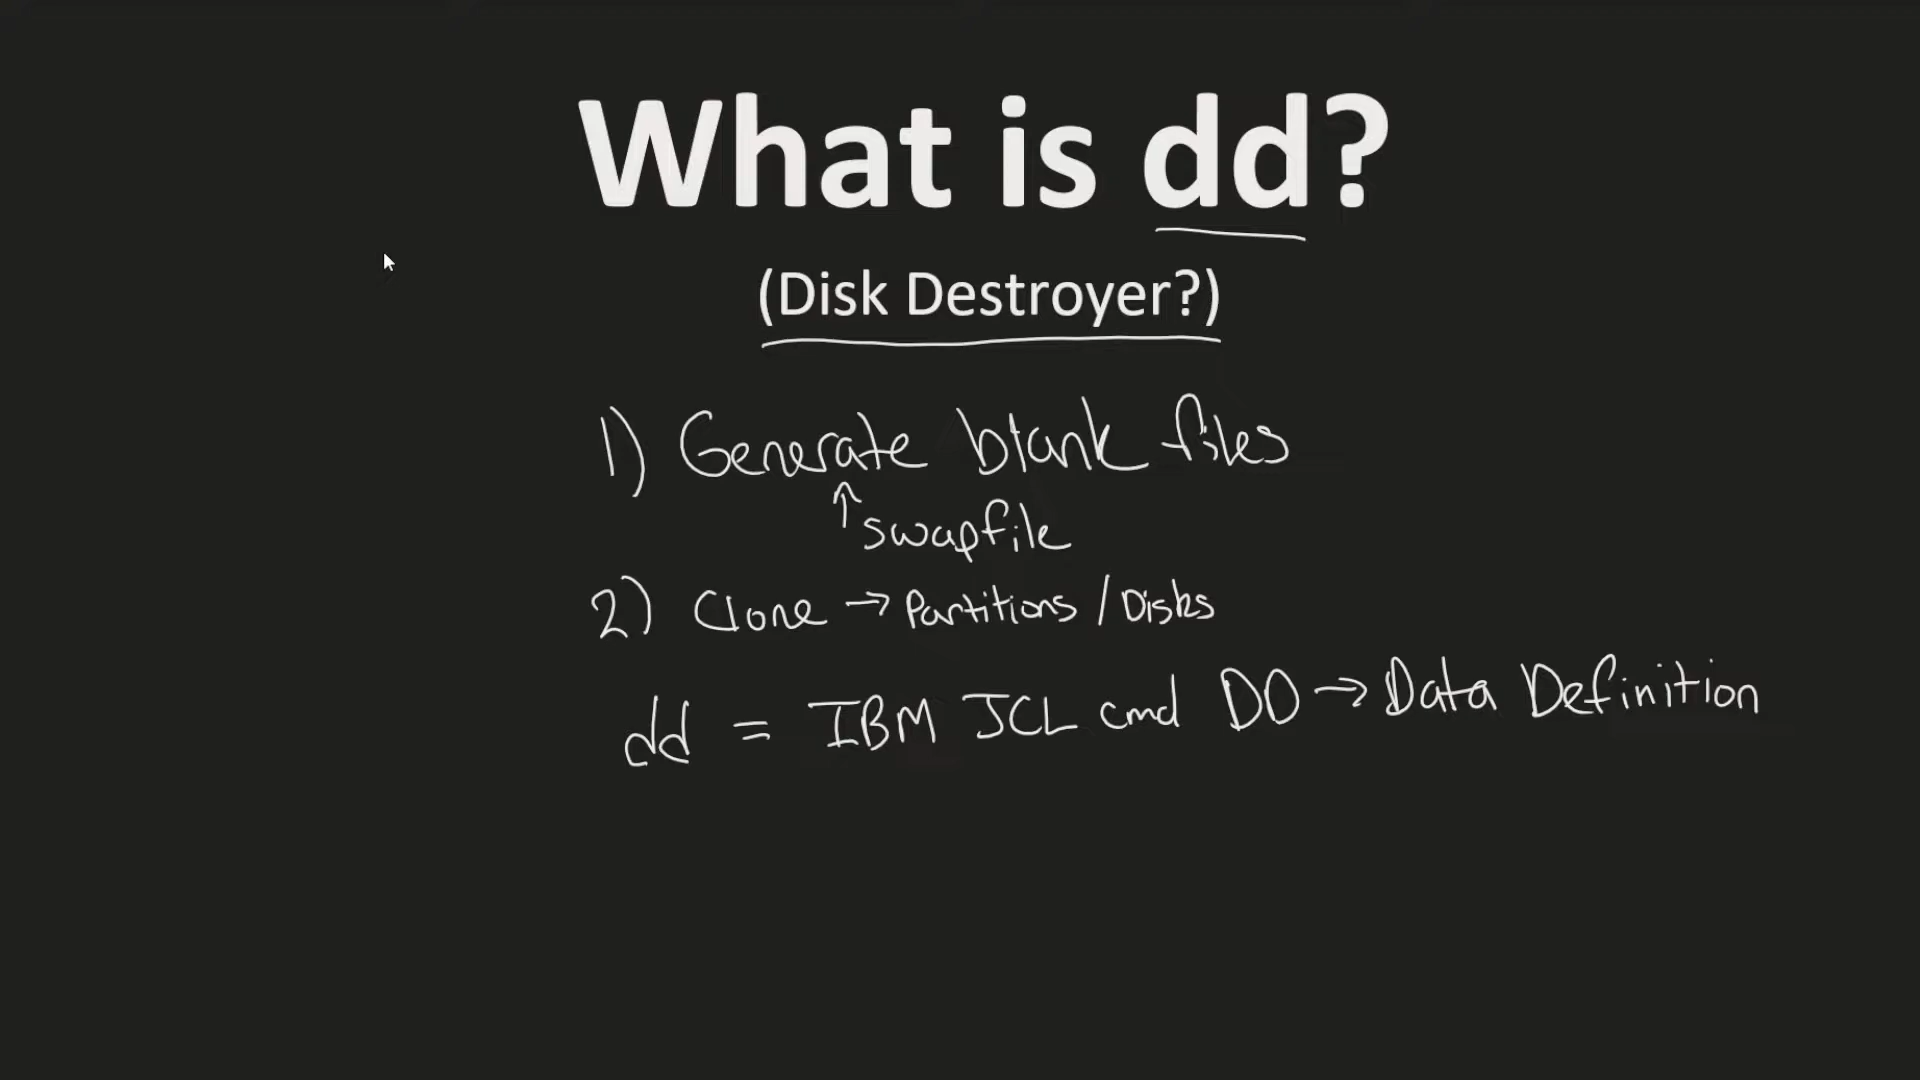 What is dd?
(Disk Destroyer?)
1) Generate blank files
↑ swapfile
2) Clone → Partitions / Disks
dd = IBM JCL cmd DD → Data Definition